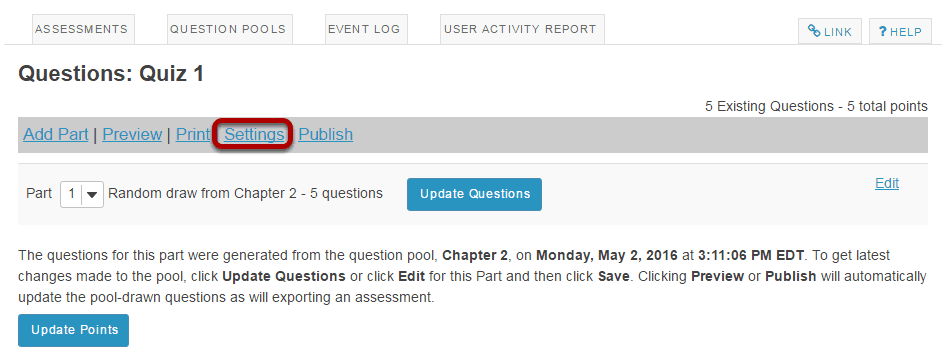 ASSESSMENTS QUESTION POOLS EVENT LOG USER ACTIVITY REPORT LINK ? HELP
Questions: Quiz 1
5 Existing Questions - 5 total points
Add Part | Preview | Print Settings Publish
Part 1 Random draw from Chapter 2 - 5 questions Update Questions Edit
The questions for this part were generated from the question pool, Chapter 2, on Monday, May 2, 2016 at 3:11:06 PM EDT. To get latest
changes made to the pool, click Update Questions or click Edit for this Part and then click Save. Clicking Preview or Publish will automatically
update the pool-drawn questions as will exporting an assessment.
Update Points